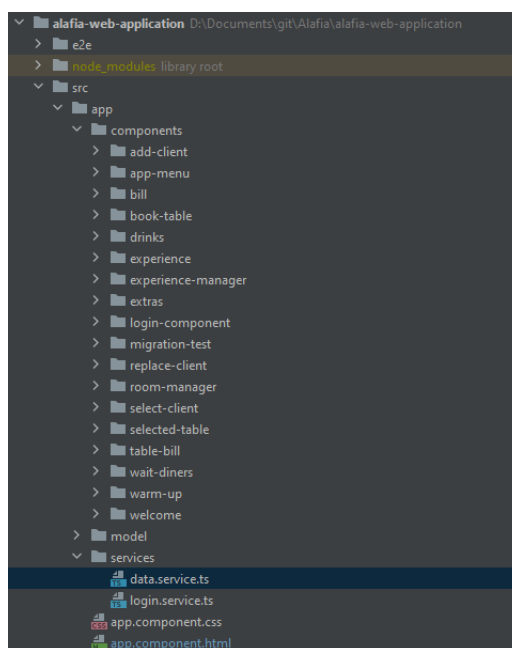 alafia-web-application D:\Documents\git\Alafia\alafia-web-application
e2e
node_modules library root
src
app
components
add-client
app-menu
bill
book-table
drinks
experience
experience-manager
extras
login-component
migration-test
replace-client
room-manager
select-client
selected-table
table-bill
wait-diners
warm-up
welcome
model
services
TS data.service.ts
TS login.service.ts
CSS app.component.css
app.component.html